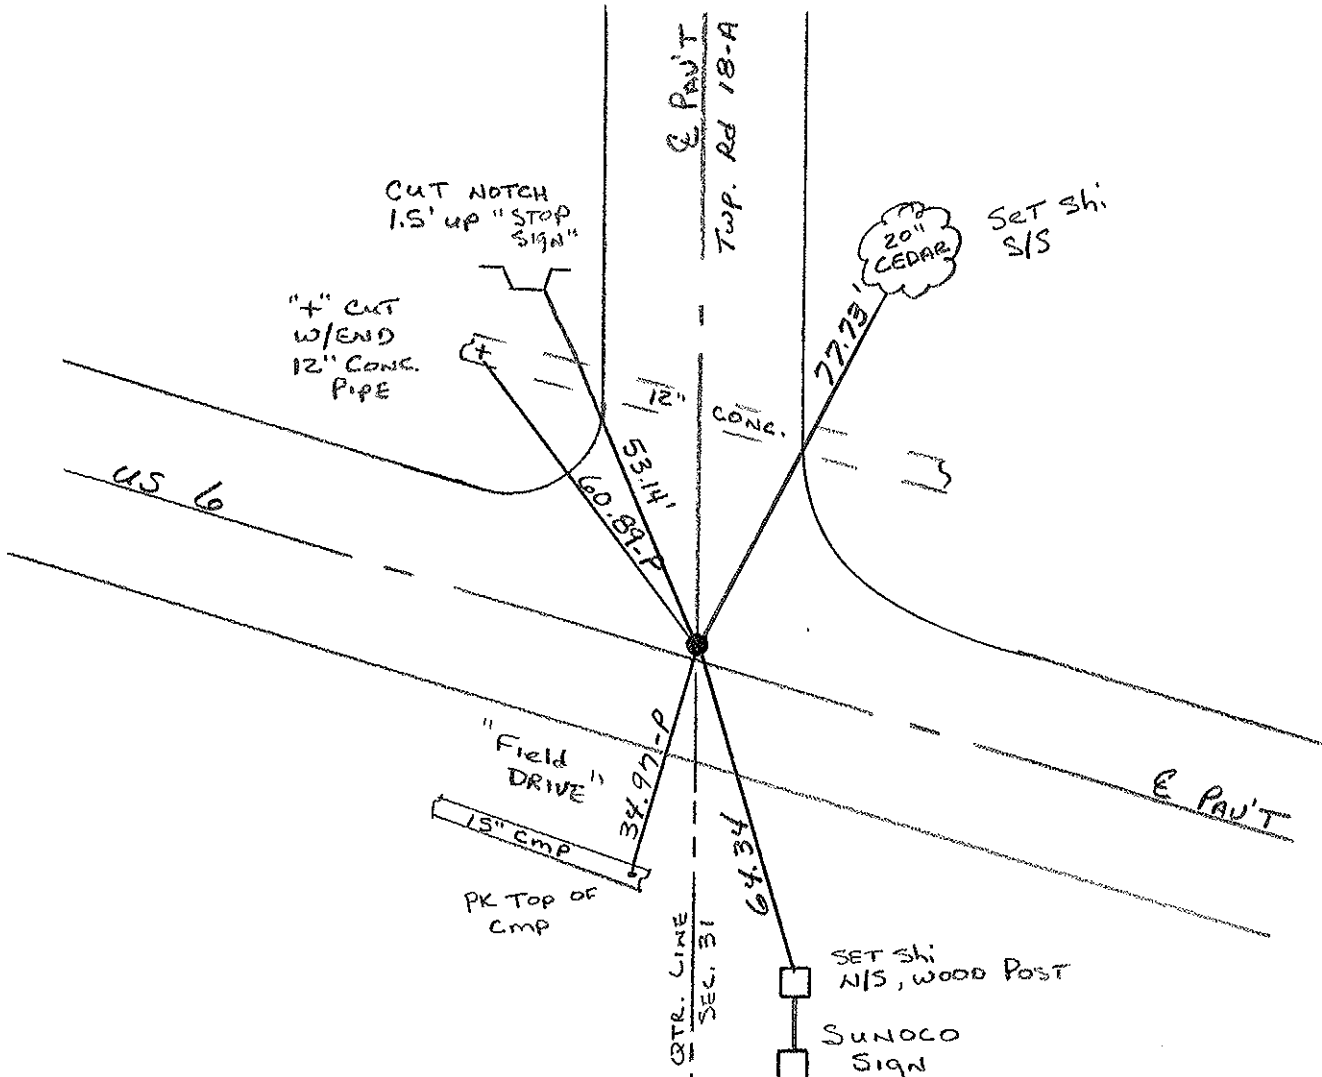 ℄ PAV'T
Twp. Rd 18-A
CUT NOTCH
1.5' up "STOP
SIGN"
20"
CEDAR
SET Shi
S/S
"+" CUT
W/END
12" CONC.
PIPE
+
12" CONC.
77.73'
53.14'
60.89-P
US 6
"Field
DRIVE"
34.97-P
64.34
℄ PAV'T
15" CMP
PK TOP OF
CMP
QTR. LINE
SEC. 31
SET Shi
N/S, WOOD POST
SUNOCO
SIGN